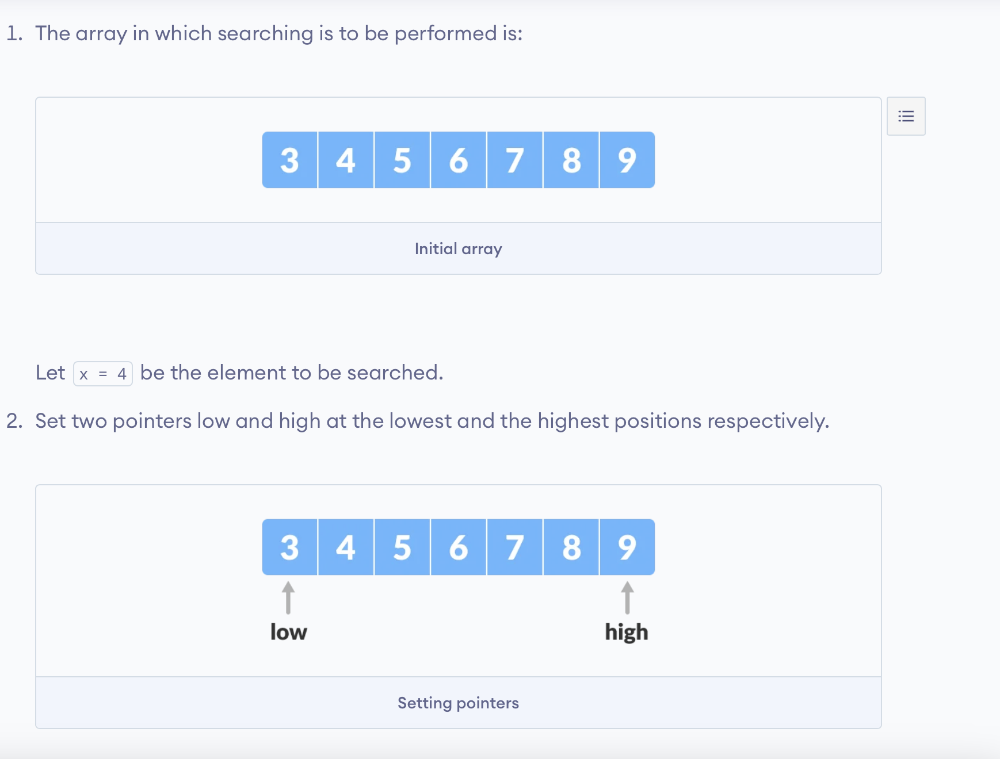 1. The array in which searching is to be performed is:
3 4 5 6 7 8 9
Initial array
Let x = 4 be the element to be searched.
2. Set two pointers low and high at the lowest and the highest positions respectively.
3 4 5 6 7 8 9
low high
Setting pointers